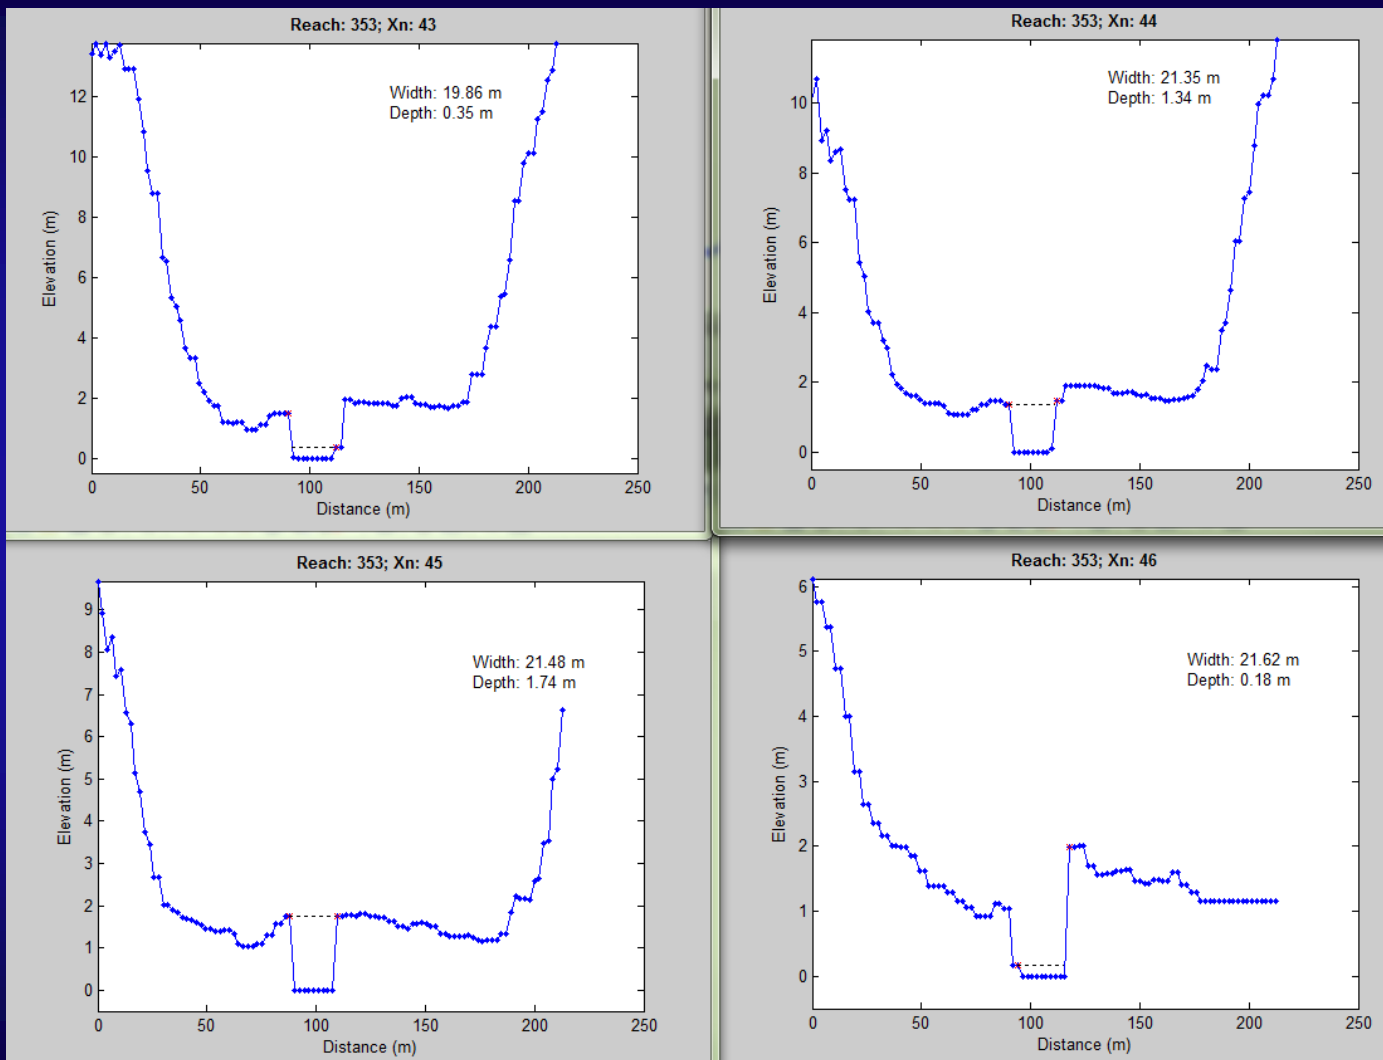 Reach: 353; Xn: 43
Width: 19.86 m
Depth: 0.35 m
12
10
8
6
4
2
0
Elevation (m)
0 50 100 150 200 250
Distance (m)
Reach: 353; Xn: 44
Width: 21.35 m
Depth: 1.34 m
10
8
6
4
2
0
Elevation (m)
0 50 100 150 200 250
Distance (m)
Reach: 353; Xn: 45
Width: 21.48 m
Depth: 1.74 m
9
8
7
6
5
4
3
2
1
0
Elevation (m)
0 50 100 150 200 250
Distance (m)
Reach: 353; Xn: 46
Width: 21.62 m
Depth: 0.18 m
6
5
4
3
2
1
0
Elevation (m)
0 50 100 150 200 250
Distance (m)